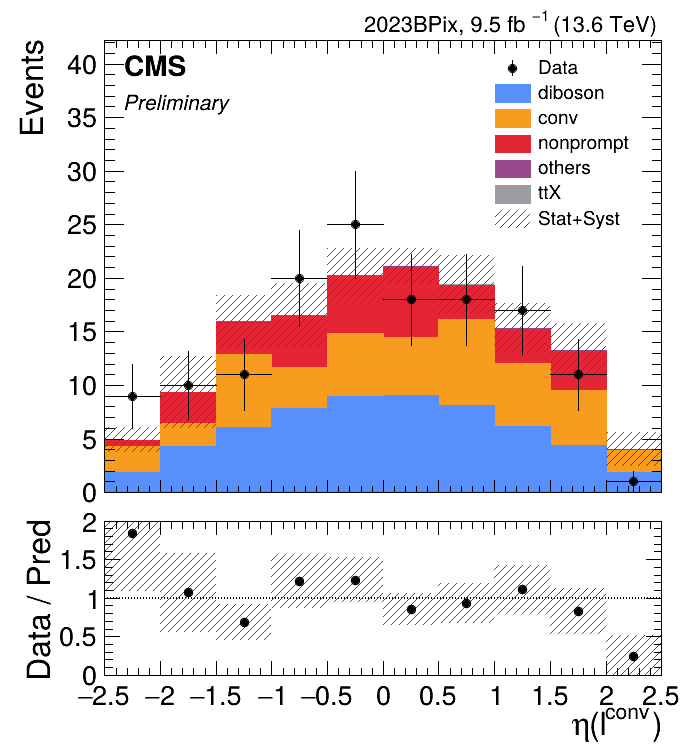 2023BPix, 9.5 fb⁻¹ (13.6 TeV)
Events
CMS
Preliminary
Data
diboson
conv
nonprompt
others
ttX
Stat+Syst
40
35
30
25
20
15
10
5
0
Data / Pred
2
1.5
1
0.5
0
−2.5 −2 −1.5 −1 −0.5 0 0.5 1 1.5 2 2.5
η(l^conv)